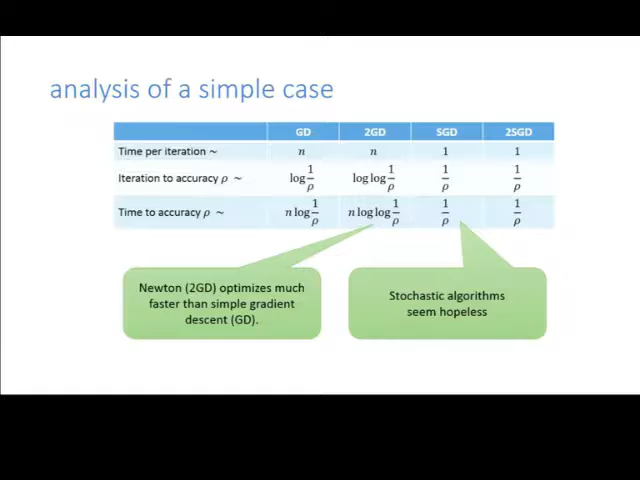 analysis of a simple case
GD 2GD SGD 2SGD
Time per iteration ~ n n 1 1
Iteration to accuracy ρ ~ log 1/ρ log log 1/ρ 1/ρ 1/ρ
Time to accuracy ρ ~ n log 1/ρ n log log 1/ρ 1/ρ 1/ρ
Newton (2GD) optimizes much
faster than simple gradient
descent (GD).
Stochastic algorithms
seem hopeless